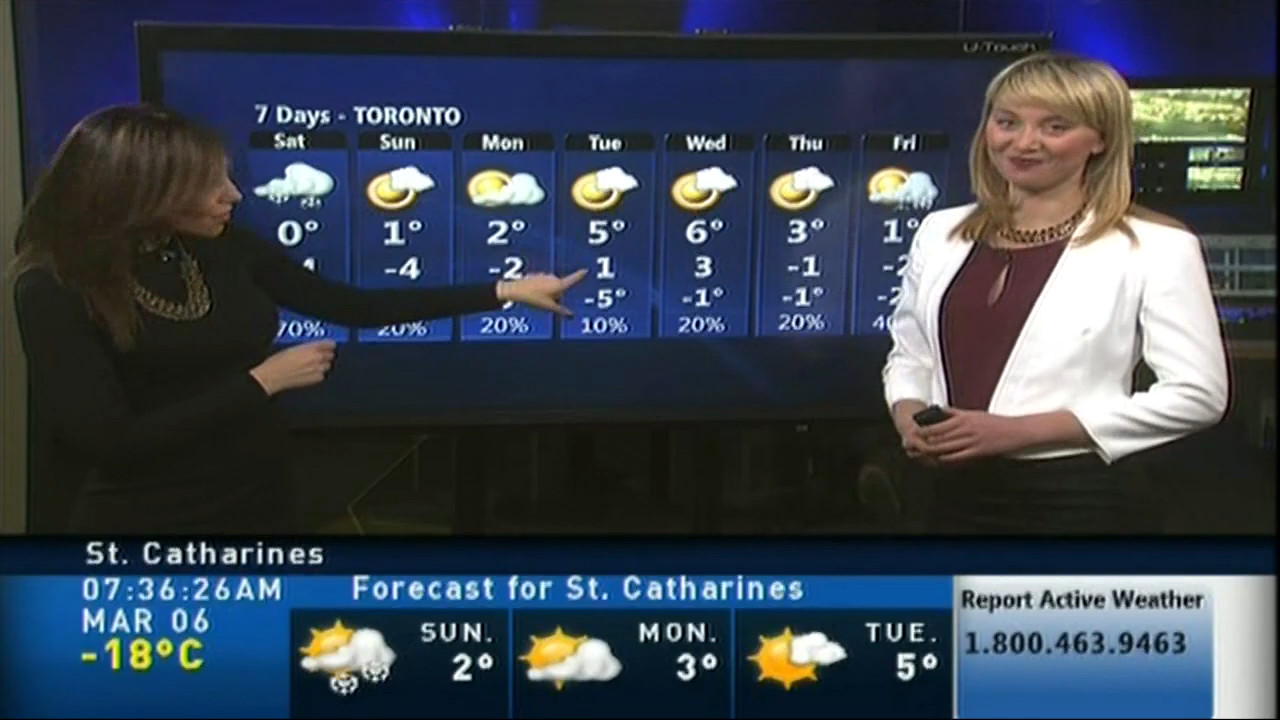 U-Touch
7 Days - TORONTO
Sat Sun Mon Tue Wed Thu Fri
0° 1° 2° 5° 6° 3° 1°
-4 -2 1 3 -1
-5° -1° -1°
70% 20% 20% 10% 20% 20%
St. Catharines
07:36:26AM
MAR 06
-18°C
Forecast for St. Catharines
SUN. MON. TUE.
2° 3° 5°
Report Active Weather
1.800.463.9463